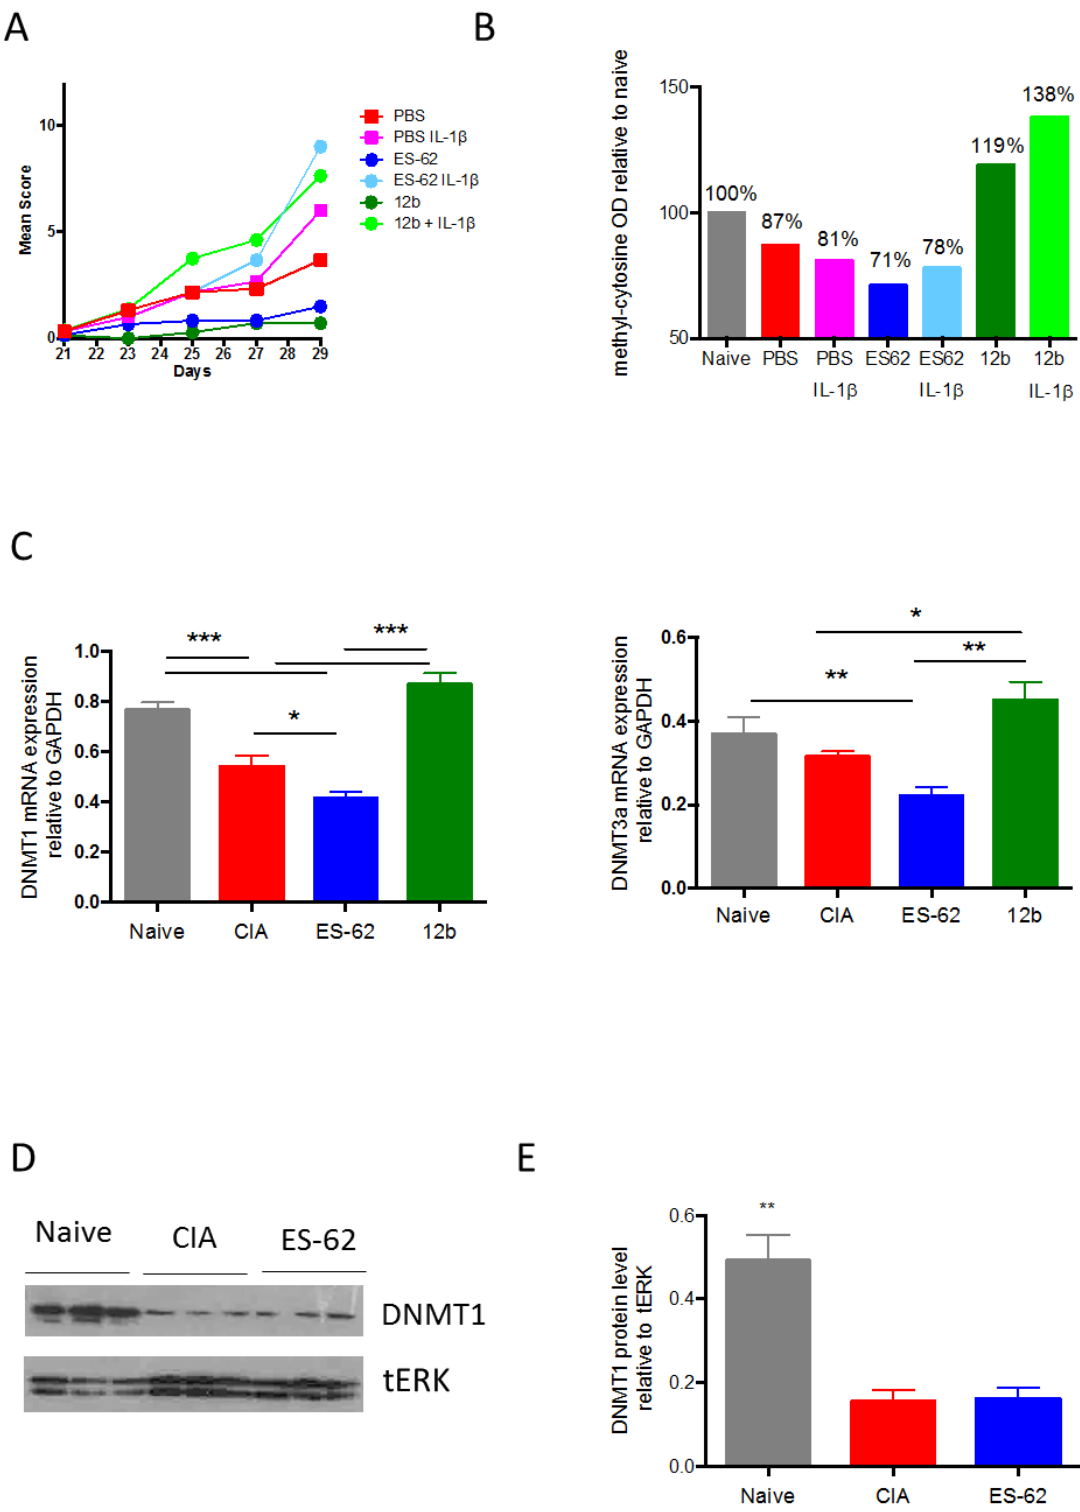 A
Mean Score
10
5
0
21 22 23 24 25 26 27 28 29
Days
PBS
PBS IL-1β
ES-62
ES-62 IL-1β
12b
12b + IL-1β
B
methyl-cytosine OD relative to naive
150
100
50
100%
87%
81%
71%
78%
119%
138%
Naive PBS PBS ES62 ES62 12b 12b
IL-1β IL-1β IL-1β
C
DNMT1 mRNA expression
relative to GAPDH
1.0
0.8
0.6
0.4
0.2
0.0
*** ***
*
Naive CIA ES-62 12b
DNMT3a mRNA expression
relative to GAPDH
0.6
0.4
0.2
0.0
*
**
**
Naive CIA ES-62 12b
D
Naive CIA ES-62
DNMT1
tERK
E
DNMT1 protein level
relative to tERK
0.6
0.4
0.2
0.0
**
Naive CIA ES-62